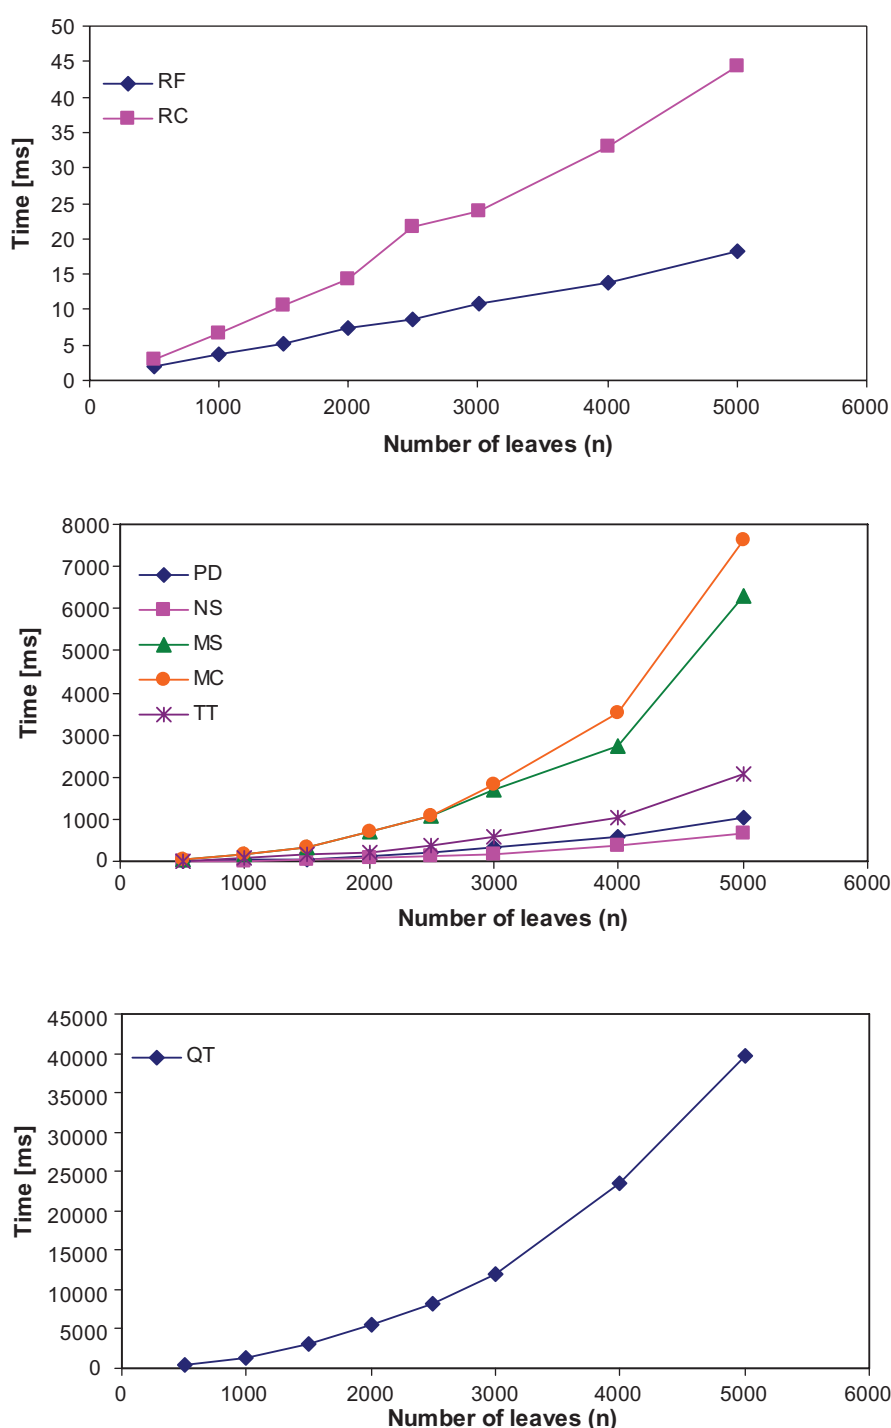 50
45
40
35
30
25
20
15
10
5
0
Time [ms]
RF
RC
0 1000 2000 3000 4000 5000 6000
Number of leaves (n)
8000
7000
6000
5000
4000
3000
2000
1000
0
Time [ms]
PD
NS
MS
MC
TT
0 1000 2000 3000 4000 5000 6000
Number of leaves (n)
45000
40000
35000
30000
25000
20000
15000
10000
5000
0
Time [ms]
QT
0 1000 2000 3000 4000 5000 6000
Number of leaves (n)